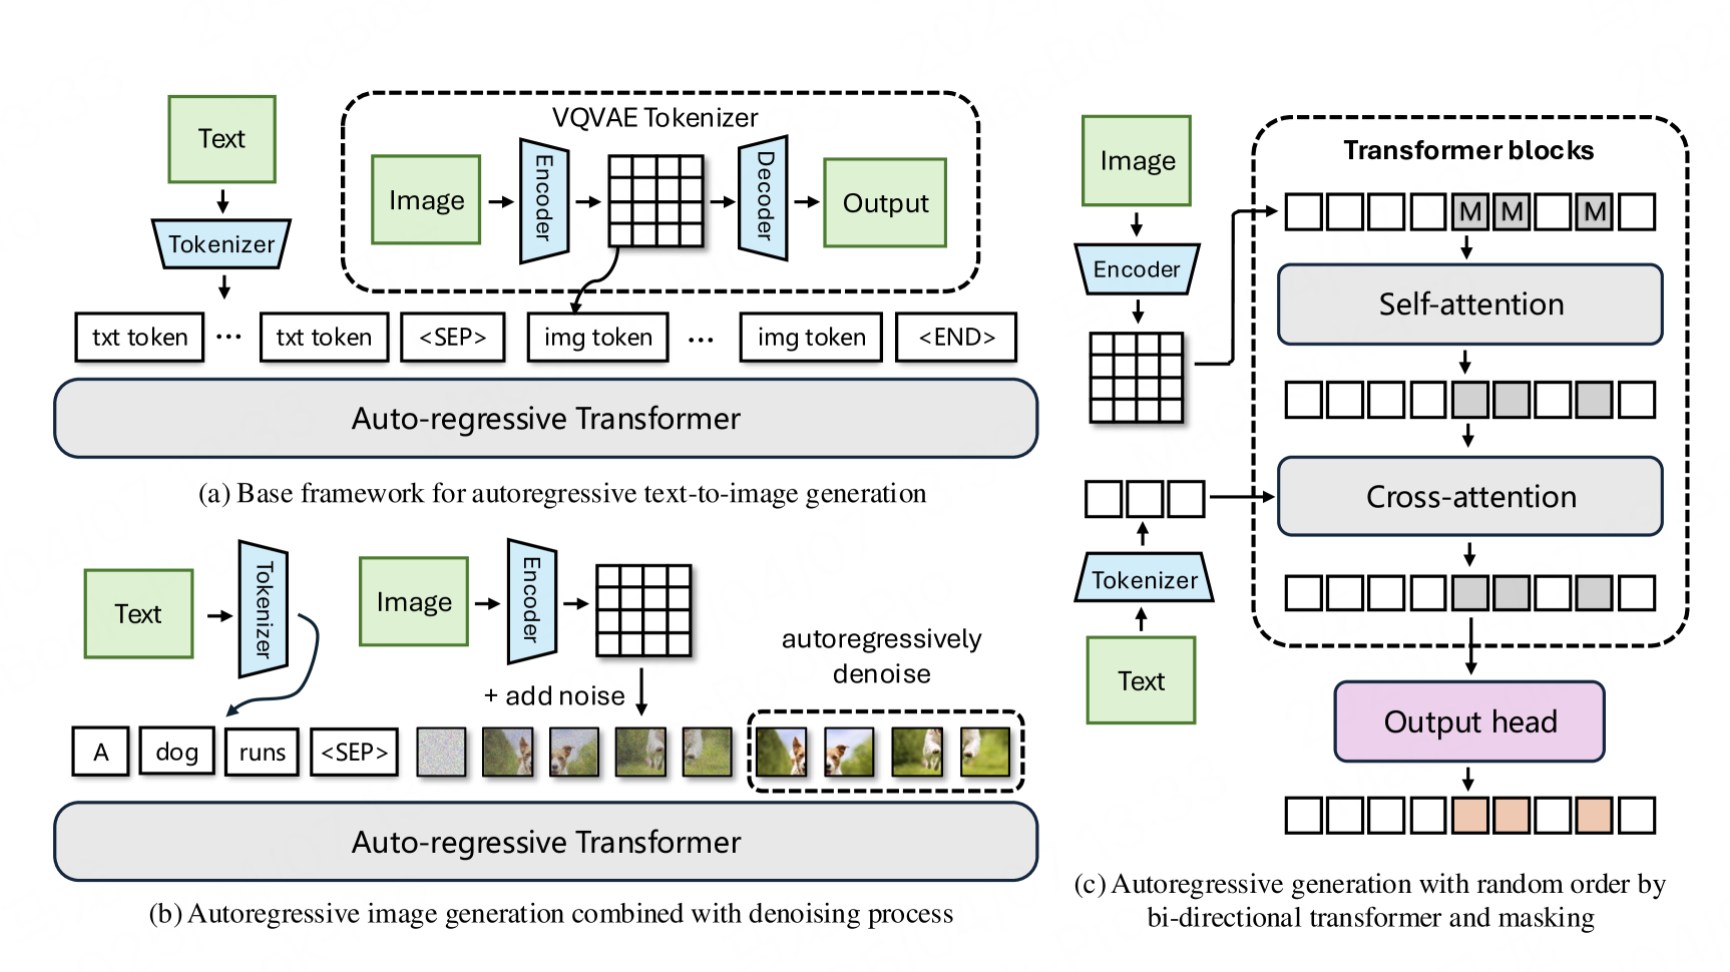 Text
Tokenizer
VQVAE Tokenizer
Image
Encoder
Decoder
Output
txt token ... txt token <SEP> img token ... img token <END>
Auto-regressive Transformer
(a) Base framework for autoregressive text-to-image generation
Text
Tokenizer
Image
Encoder
+ add noise
autoregressively
denoise
A dog runs <SEP>
Auto-regressive Transformer
(b) Autoregressive image generation combined with denoising process
Image
Encoder
Tokenizer
Text
Transformer blocks
M M M
Self-attention
Cross-attention
Output head
(c) Autoregressive generation with random order by
bi-directional transformer and masking